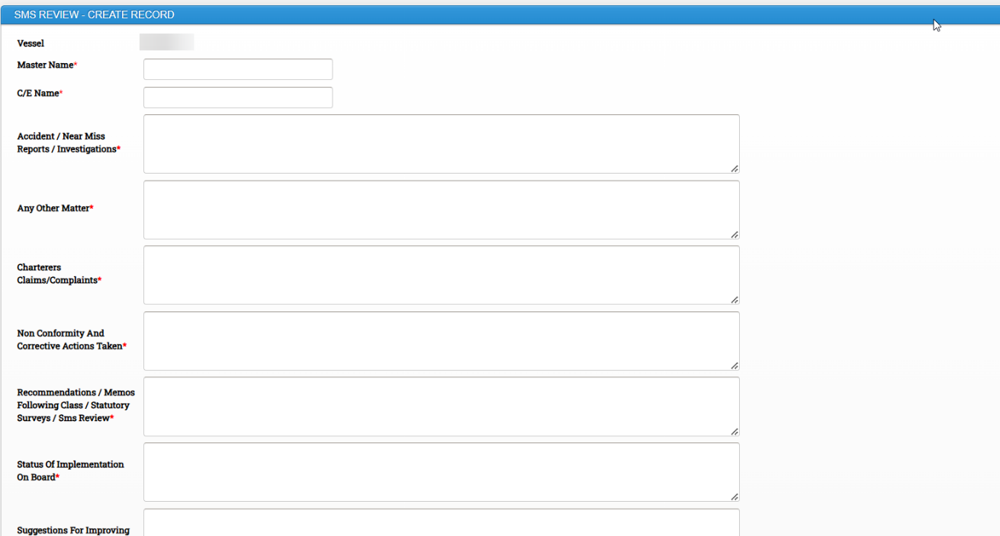 SMS REVIEW - CREATE RECORD
Vessel
Master Name*
C/E Name*
Accident / Near Miss
Reports / Investigations*
Any Other Matter*
Charterers
Claims/Complaints*
Non Conformity And
Corrective Actions Taken*
Recommendations / Memos
Following Class / Statutory
Surveys / Sms Review*
Status Of Implementation
On Board*
Suggestions For Improving